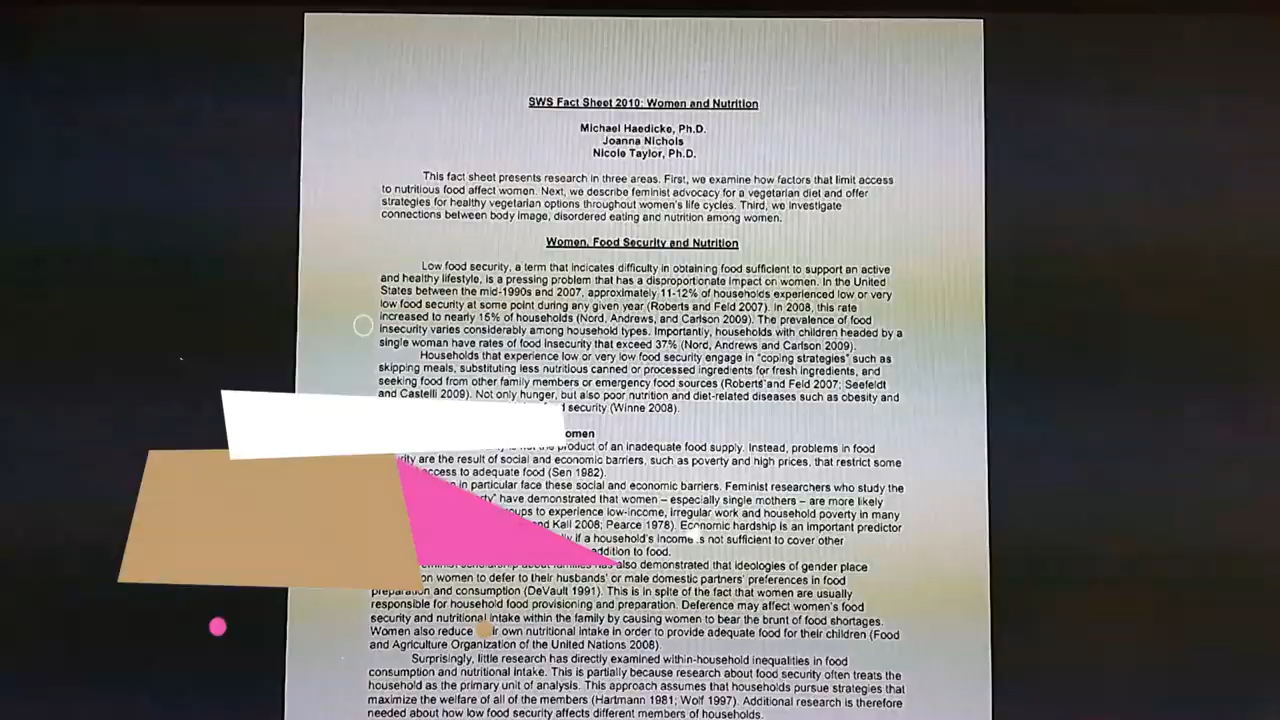 SWS Fact Sheet 2010: Women and Nutrition
Michael Haedicke, Ph.D.
Joanna Nichols
Nicole Taylor, Ph.D.
This fact sheet presents research in three areas. First, we examine how factors that limit access
to nutritious food affect women. Next, we describe feminist advocacy for a vegetarian diet and offer
strategies for healthy vegetarian options throughout women's life cycles. Third, we investigate
connections between body image, disordered eating and nutrition among women.
Women, Food Security and Nutrition
Low food security, a term that indicates difficulty in obtaining food sufficient to support an active
and healthy lifestyle, is a pressing problem that has a disproportionate impact on women. In the United
States between the mid-1990s and 2007, approximately 11-12% of households experienced low or very
low food security at some point during any given year (Roberts and Feld 2007). In 2008, this rate
increased to nearly 15% of households (Nord, Andrews, and Carlson 2009). The prevalence of food
insecurity varies considerably among household types. Importantly, households with children headed by a
single woman have rates of food insecurity that exceed 37% (Nord, Andrews and Carlson 2009).
Households that experience low or very low food security engage in "coping strategies" such as
skipping meals, substituting less nutritious canned or processed ingredients for fresh ingredients, and
seeking food from other family members or emergency food sources (Roberts and Feld 2007; Seefeldt
and Castelli 2009). Not only hunger, but also poor nutrition and diet-related diseases such as obesity and
security (Winne 2008).
omen
product of an inadequate food supply. Instead, problems in food
are the result of social and economic barriers, such as poverty and high prices, that restrict some
access to adequate food (Sen 1982).
in particular face these social and economic barriers. Feminist researchers who study the
have demonstrated that women – especially single mothers – are more likely
to experience low-income, irregular work and household poverty in many
and Kall 2008; Pearce 1978). Economic hardship is an important predictor
if a household's income is not sufficient to cover other
addition to food.
also demonstrated that ideologies of gender place
on women to defer to their husbands' or male domestic partners' preferences in food
preparation and consumption (DeVault 1991). This is in spite of the fact that women are usually
responsible for household food provisioning and preparation. Deference may affect women's food
security and nutritional intake within the family by causing women to bear the brunt of food shortages.
Women also reduce their own nutritional intake in order to provide adequate food for their children (Food
and Agriculture Organization of the United Nations 2008).
Surprisingly, little research has directly examined within-household inequalities in food
consumption and nutritional intake. This is partially because research about food security often treats the
household as the primary unit of analysis. This approach assumes that households pursue strategies that
maximize the welfare of all of the members (Hartmann 1981; Wolf 1997). Additional research is therefore
needed about how low food security affects different members of households.